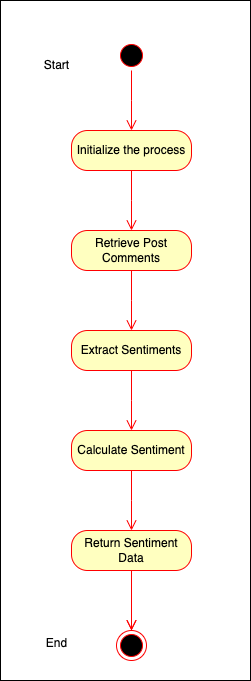 Start
Initialize the process
Retrieve Post
Comments
Extract Sentiments
Calculate Sentiment
Return Sentiment
Data
End